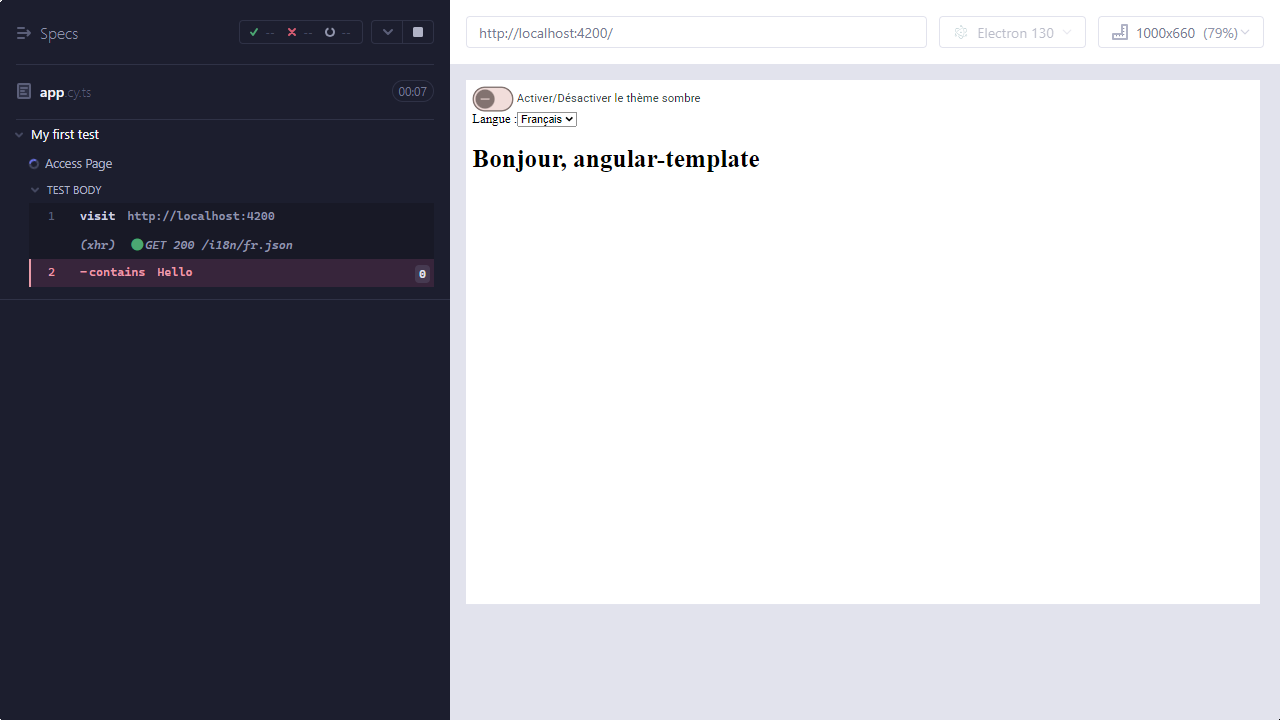 Specs
-- -- --
app.cy.ts
00:07
My first test
Access Page
TEST BODY
1 visit http://localhost:4200
(xhr) GET 200 /i18n/fr.json
2 -contains Hello 0
http://localhost:4200/
Electron 130
1000x660 (79%)
Activer/Désactiver le thème sombre
Langue : Français
Bonjour, angular-template